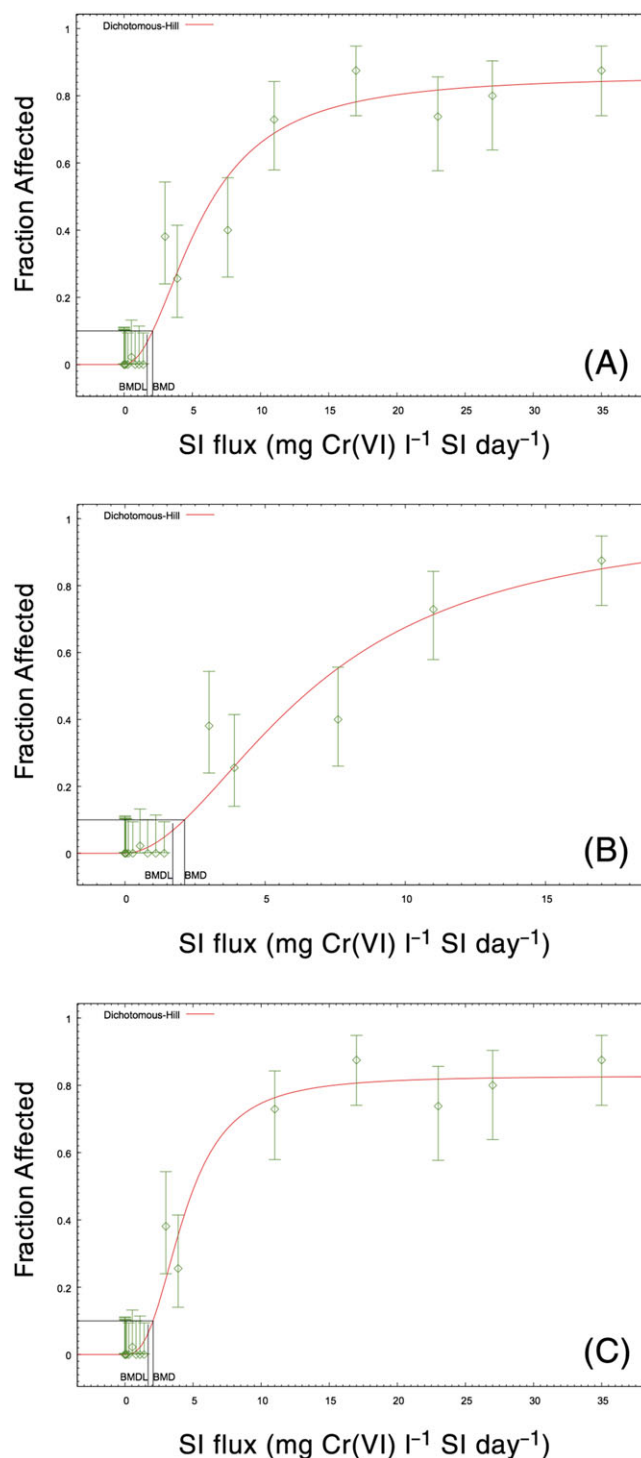 Dichotomous-Hill
1
0.8
0.6
0.4
0.2
0
Fraction Affected
BMDL BMD
(A)
0 5 10 15 20 25 30 35
SI flux (mg Cr(VI) l⁻¹ SI day⁻¹)
Dichotomous-Hill
1
0.8
0.6
0.4
0.2
0
Fraction Affected
BMDL BMD
(B)
0 5 10 15
SI flux (mg Cr(VI) l⁻¹ SI day⁻¹)
Dichotomous-Hill
1
0.8
0.6
0.4
0.2
0
Fraction Affected
BMDL BMD
(C)
0 5 10 15 20 25 30 35
SI flux (mg Cr(VI) l⁻¹ SI day⁻¹)